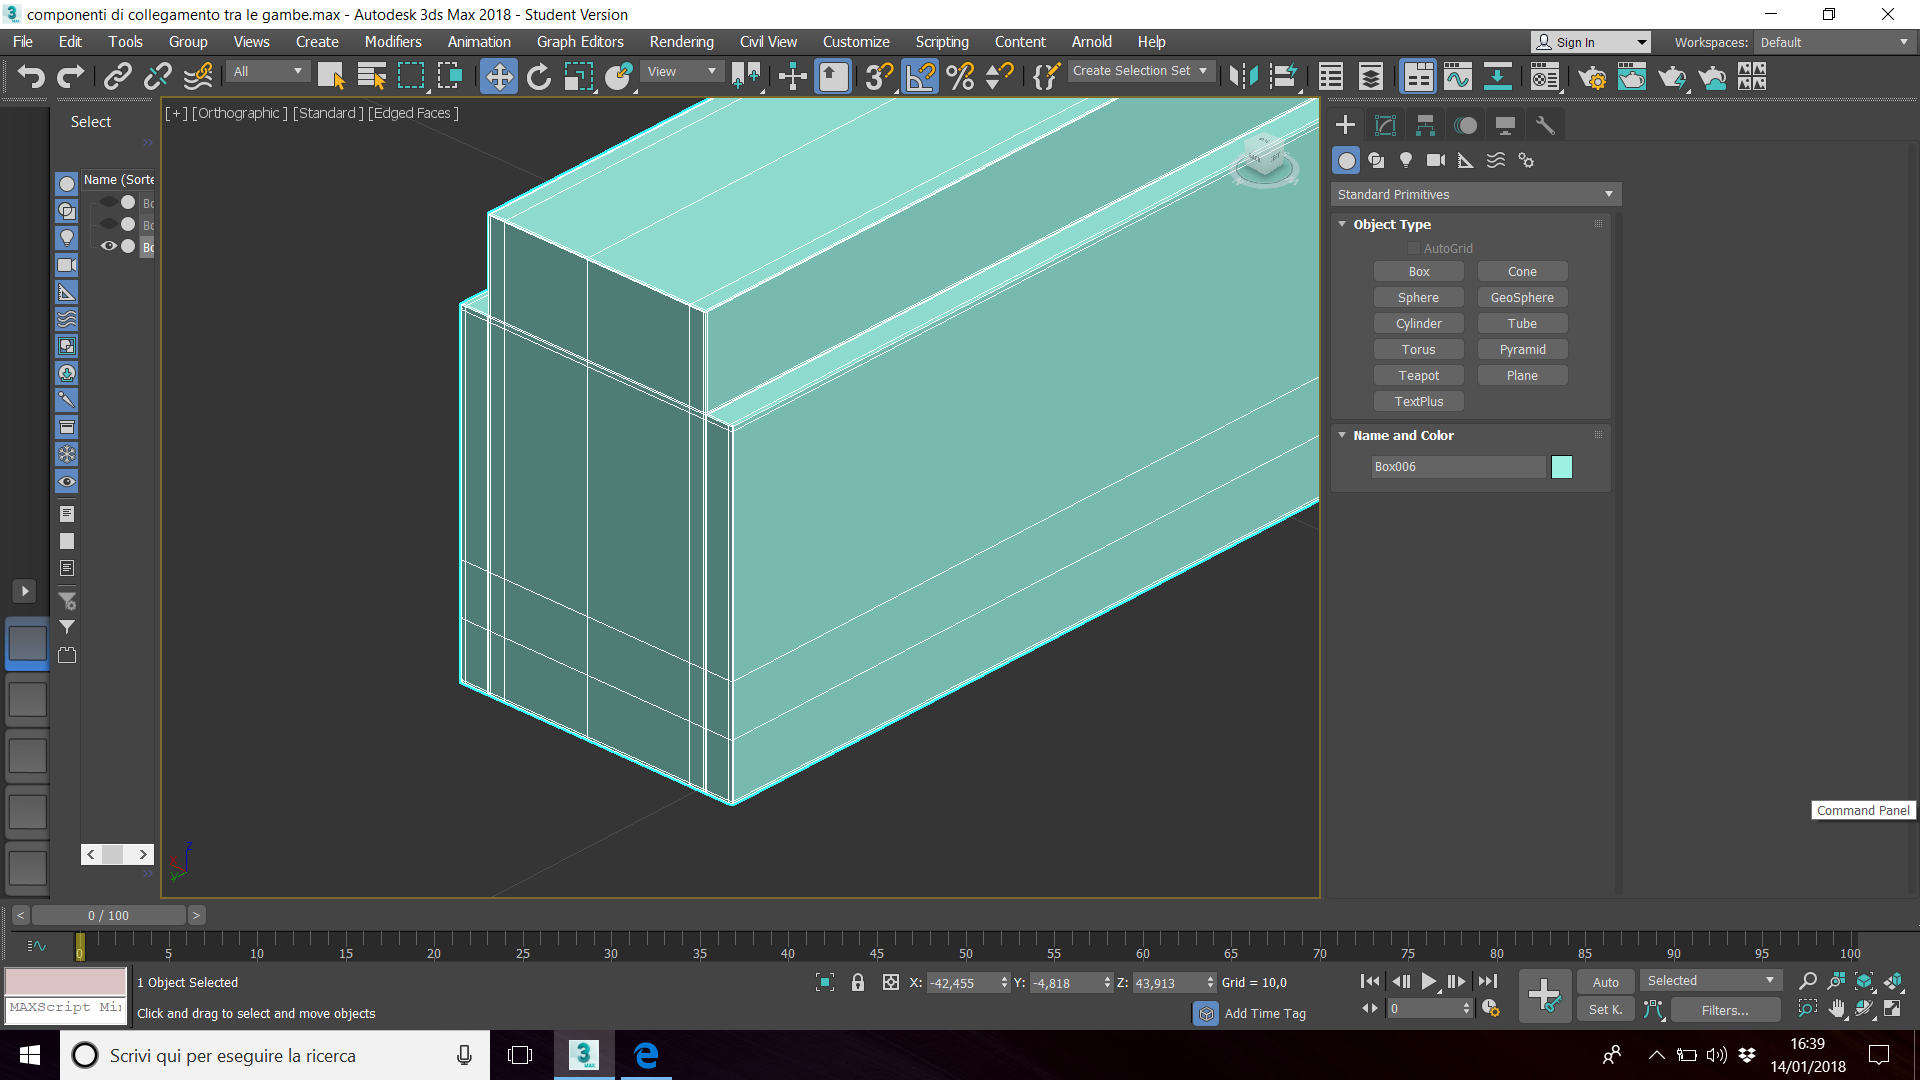 componenti di collegamento tra le gambe.max - Autodesk 3ds Max 2018 - Student Version
File Edit Tools Group Views Create Modifiers Animation Graph Editors Rendering Civil View Customize Scripting Content Arnold Help
Sign In
Workspaces: Default
All
View
Create Selection Set
Select
[+] [Orthographic ] [Standard ] [Edged Faces ]
Name (Sorte
Bo
Bo
Bo
Standard Primitives
Object Type
AutoGrid
Box Cone
Sphere GeoSphere
Cylinder Tube
Torus Pyramid
Teapot Plane
TextPlus
Name and Color
Box006
Command Panel
z
x
y
< 0 / 100 >
0 5 10 15 20 25 30 35 40 45 50 55 60 65 70 75 80 85 90 95 100
1 Object Selected
X: -42,455 Y: -4,818 Z: 43,913 Grid = 10,0
Auto Selected
MAXScript Mi
Click and drag to select and move objects
Add Time Tag
0
Set K. Filters...
Scrivi qui per eseguire la ricerca
3
MAX
16:39
14/01/2018